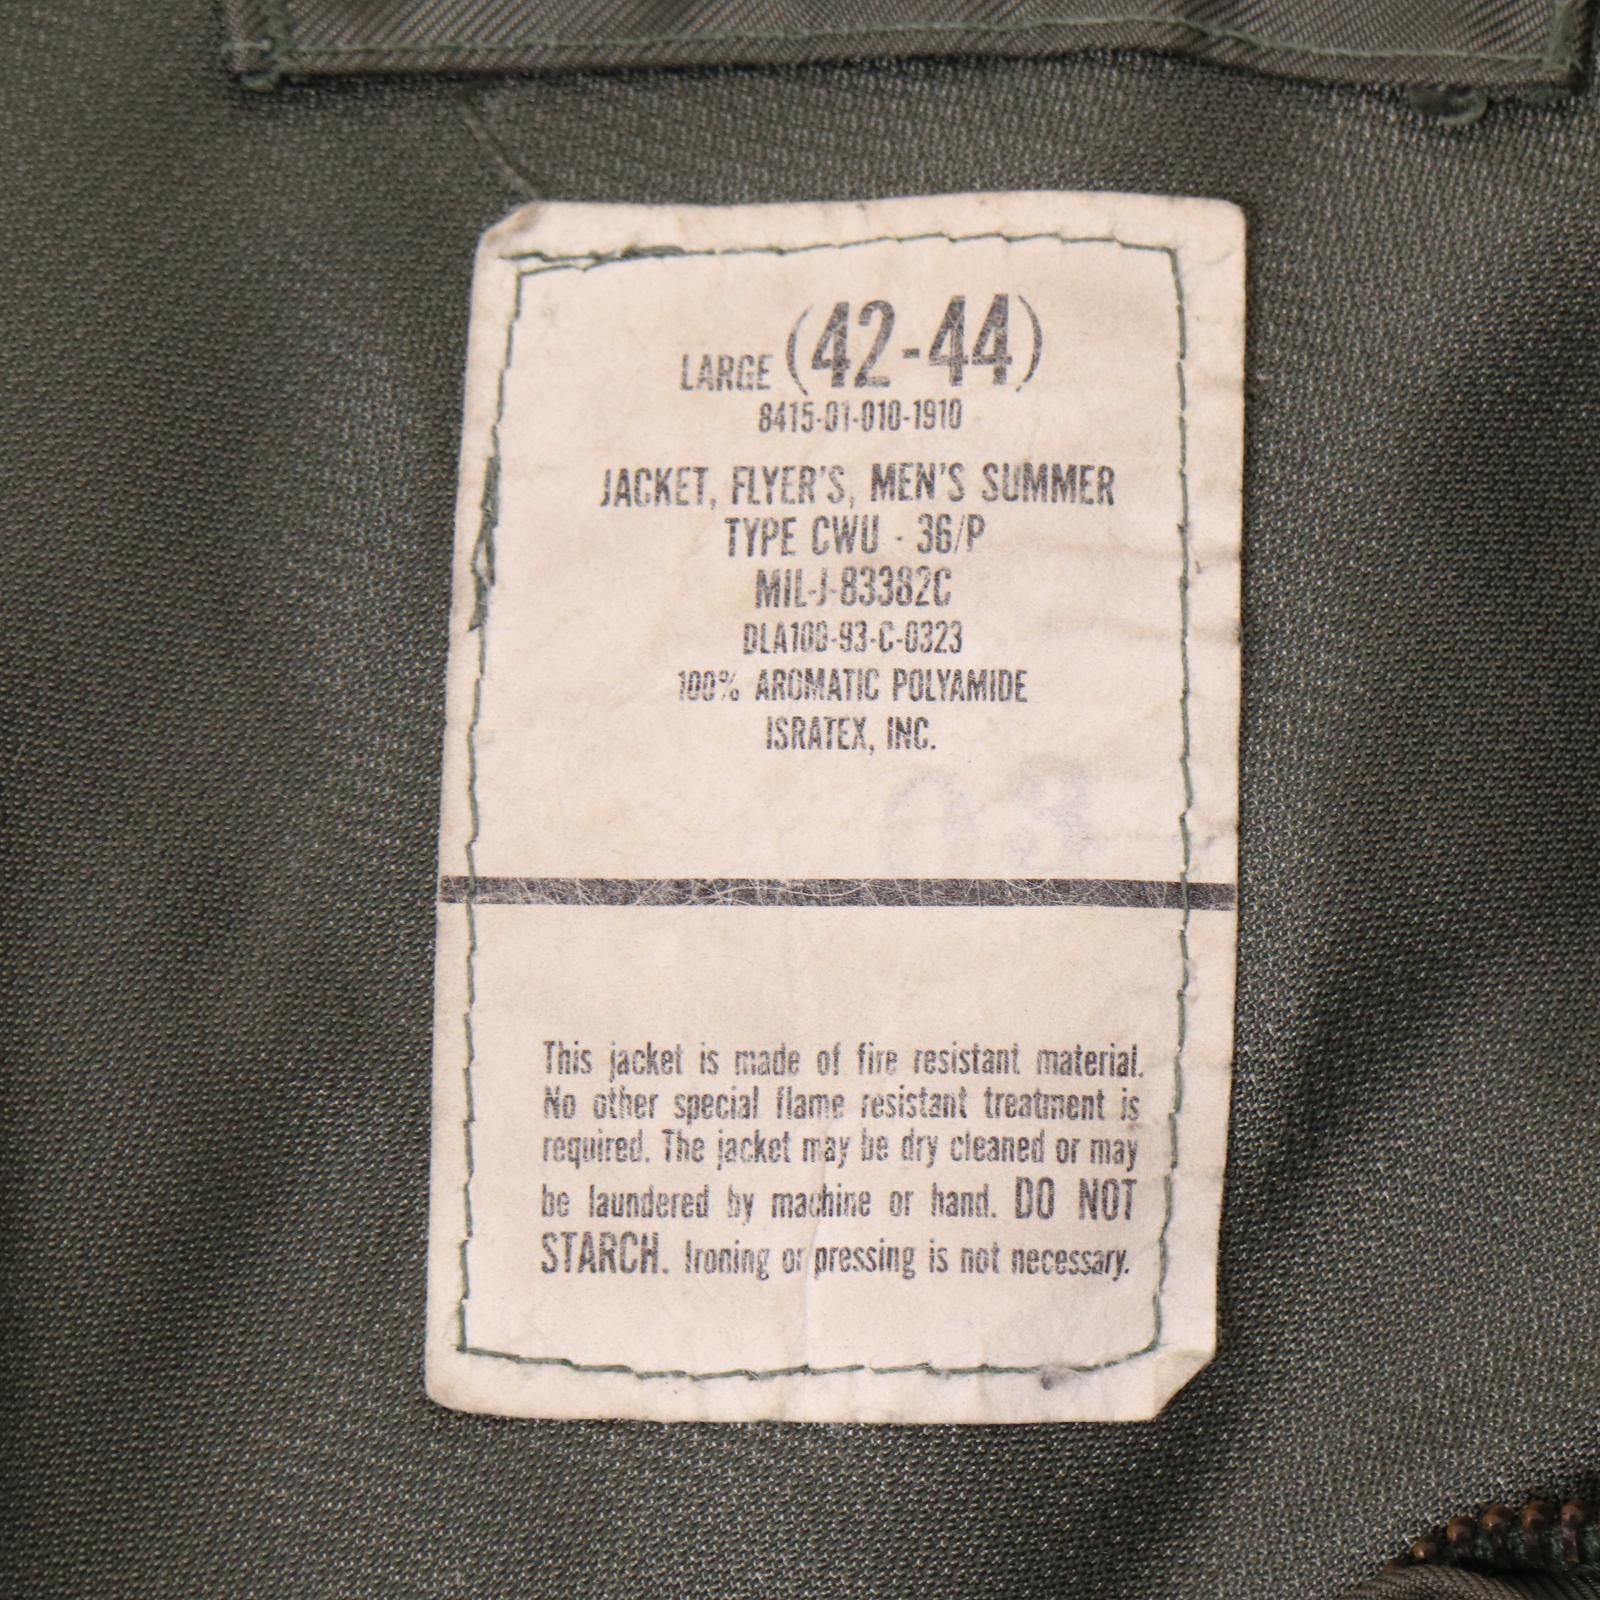 LARGE (42-44)
8415-01-010-1910
JACKET, FLYER'S, MEN'S SUMMER
TYPE CWU - 36/P
MIL-J-83382C
DLA100-93-C-0323
100% AROMATIC POLYAMIDE
ISRATEX, INC.
This jacket is made of fire resistant material.
No other special flame resistant treatment is
required. The jacket may be dry cleaned or may
be laundered by machine or hand. DO NOT
STARCH. Ironing or pressing is not necessary.